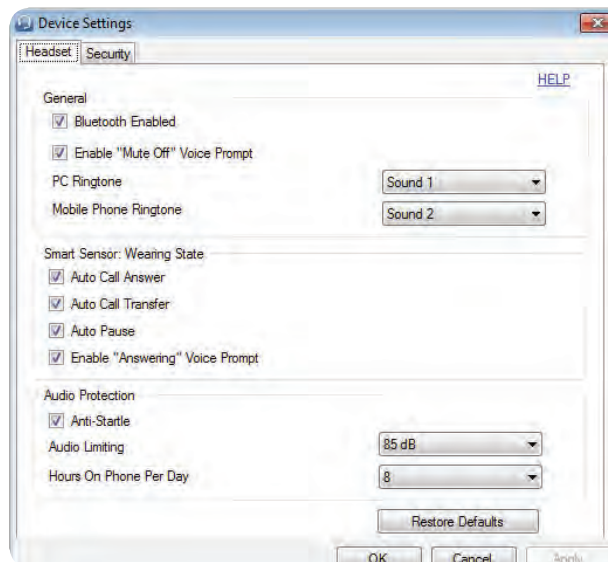 Device Settings
Headset Security
HELP
General
Bluetooth Enabled
Enable "Mute Off" Voice Prompt
PC Ringtone Sound 1
Mobile Phone Ringtone Sound 2
Smart Sensor: Wearing State
Auto Call Answer
Auto Call Transfer
Auto Pause
Enable "Answering" Voice Prompt
Audio Protection
Anti-Startle
Audio Limiting 85 dB
Hours On Phone Per Day 8
Restore Defaults
OK Cancel Apply